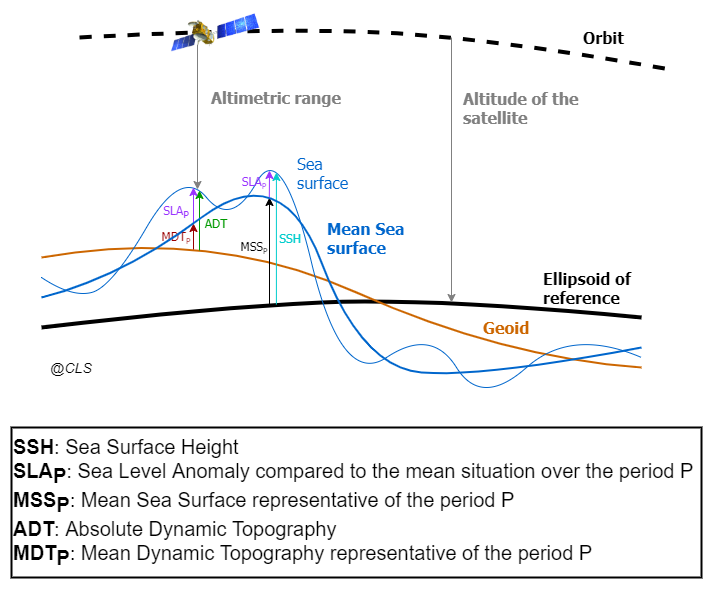 Orbit
Altimetric range
Altitude of the
satellite
Sea
surface
SLAP
SLAP
ADT
MDTP
Mean Sea
surface
MSSP
SSH
Ellipsoid of
reference
Geoid
@CLS
SSH: Sea Surface Height
SLAP: Sea Level Anomaly compared to the mean situation over the period P
MSSP: Mean Sea Surface representative of the period P
ADT: Absolute Dynamic Topography
MDTP: Mean Dynamic Topography representative of the period P